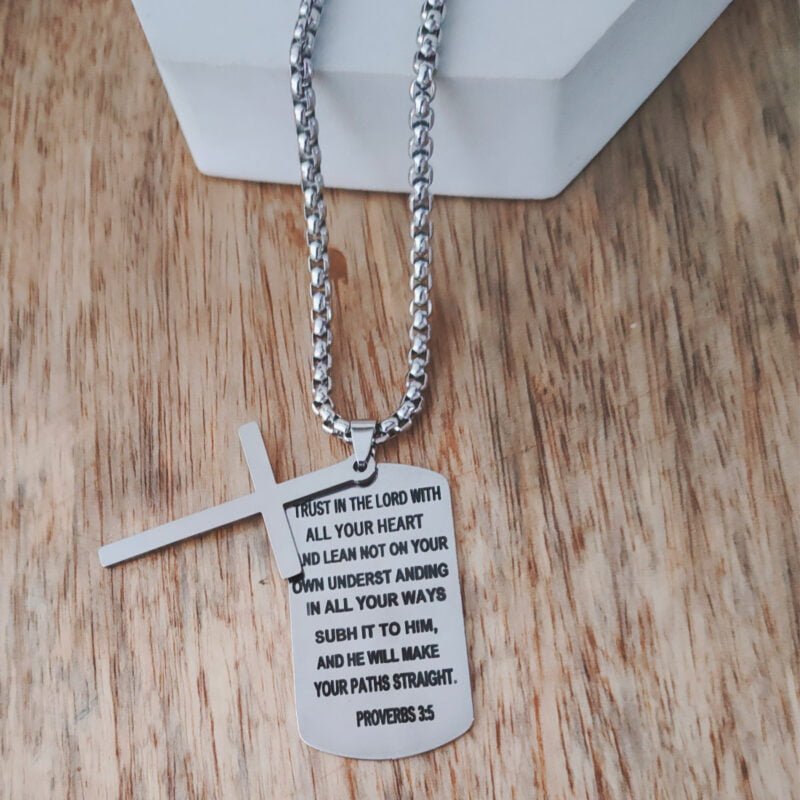 TRUST IN THE LORD WITH
ALL YOUR HEART
AND LEAN NOT ON YOUR
OWN UNDERST ANDING
IN ALL YOUR WAYS
SUBH IT TO HIM,
AND HE WILL MAKE
YOUR PATHS STRAIGHT.
PROVERBS 3:5